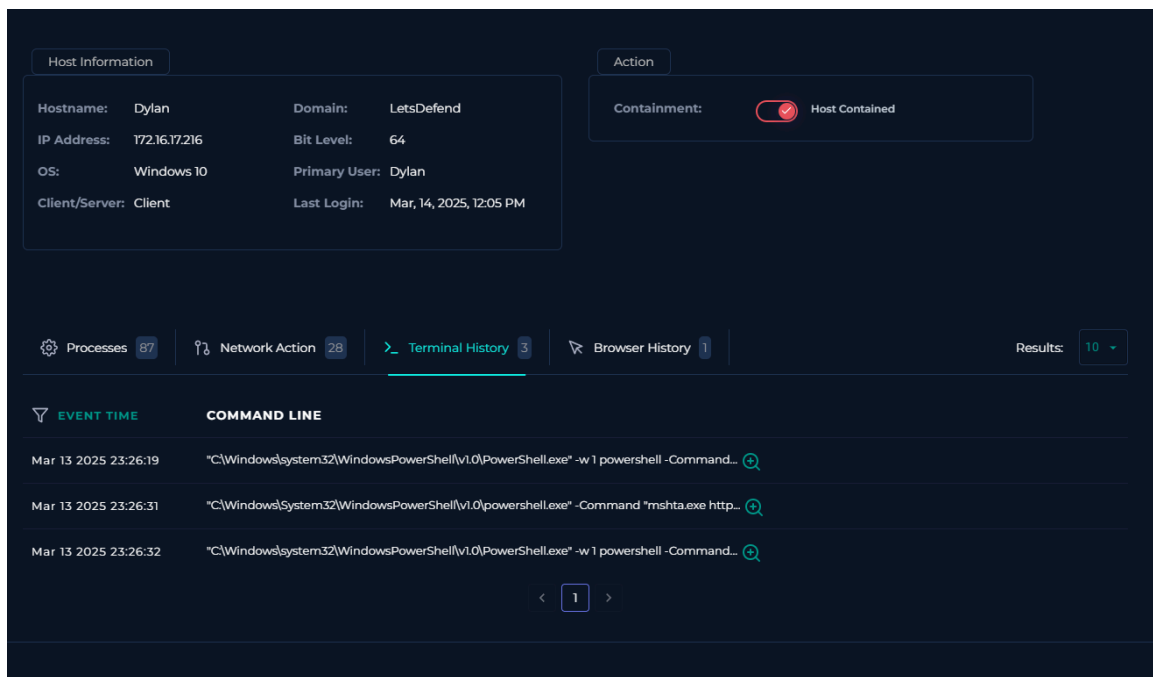 Host Information
Action
Hostname: Dylan Domain: LetsDefend
Containment: Host Contained
IP Address: 172.16.17.216 Bit Level: 64
OS: Windows 10 Primary User: Dylan
Client/Server: Client Last Login: Mar, 14, 2025, 12:05 PM
Processes 87 Network Action 28 >_ Terminal History 3 Browser History 1 Results: 10
EVENT TIME COMMAND LINE
Mar 13 2025 23:26:19 "C:\Windows\system32\WindowsPowerShell\v1.0\PowerShell.exe" -w 1 powershell -Command...
Mar 13 2025 23:26:31 "C:\Windows\System32\WindowsPowerShell\v1.0\powershell.exe" -Command "mshta.exe http...
Mar 13 2025 23:26:32 "C:\Windows\system32\WindowsPowerShell\v1.0\PowerShell.exe" -w 1 powershell -Command...
< 1 >